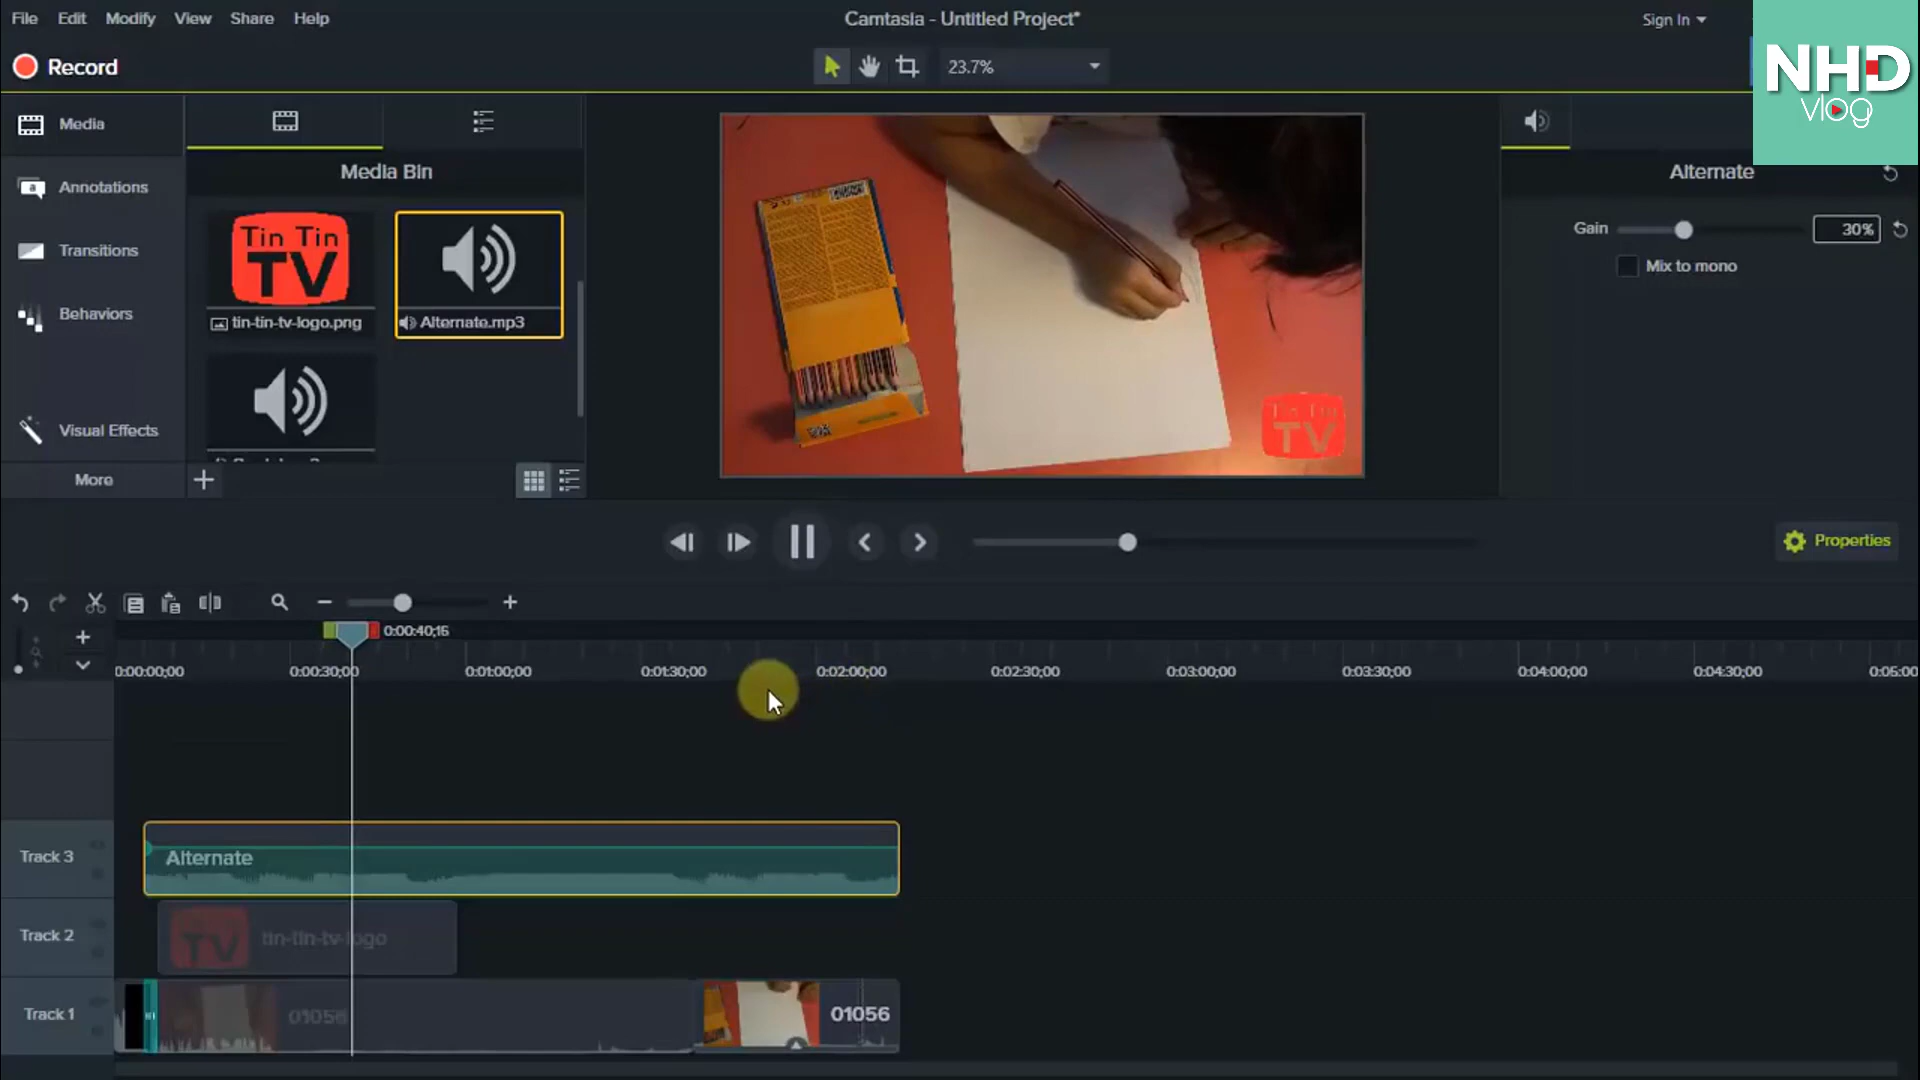 File Edit Modify View Share Help
Camtasia - Untitled Project*
Sign In
NHD
vlog
Record
23.7%
Media
Annotations
Transitions
Behaviors
Visual Effects
More
Media Bin
Tin Tin
TV
tin-tin-tv-logo.png
Alternate.mp3
Tin Tin
TV
Alternate
Gain
30%
Mix to mono
Properties
0:00:40;15
0:00:00;00 0:00:30;00 0:01:00;00 0:01:30;00 0:02:00;00 0:02:30;00 0:03:00;00 0:03:30;00 0:04:00;00 0:04:30;00 0:05:00
Track 3
Alternate
Track 2
TV
tin-tin-tv-logo
Track 1
01056
01056